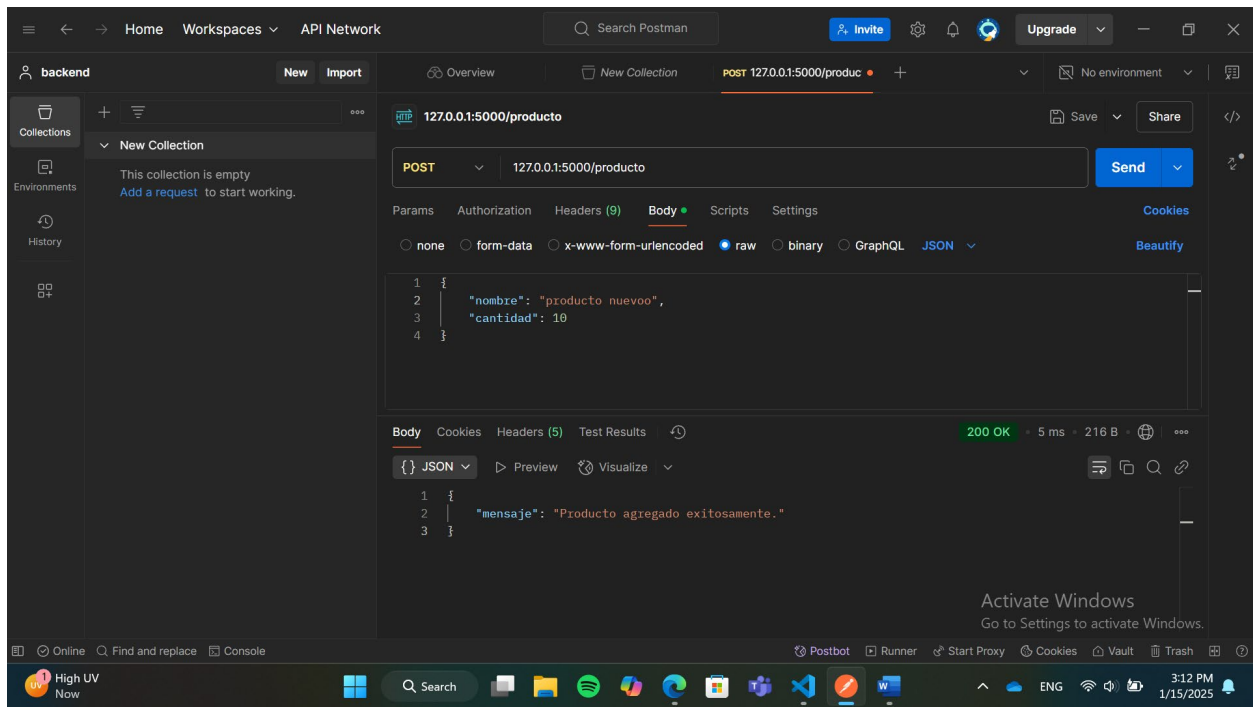 Home Workspaces API Network Search Postman Invite Upgrade
backend New Import Overview New Collection POST 127.0.0.1:5000/produc No environment
Collections
Environments
History
New Collection
This collection is empty
Add a request to start working.
HTTP 127.0.0.1:5000/producto Save Share
POST 127.0.0.1:5000/producto Send
Params Authorization Headers (9) Body Scripts Settings Cookies
none form-data x-www-form-urlencoded raw binary GraphQL JSON Beautify
1 {
2 "nombre": "producto nuevoo",
3 "cantidad": 10
4 }
Body Cookies Headers (5) Test Results 200 OK 5 ms 216 B
{} JSON Preview Visualize
1 {
2 "mensaje": "Producto agregado exitosamente."
3 }
Activate Windows
Go to Settings to activate Windows.
Online Find and replace Console Postbot Runner Start Proxy Cookies Vault Trash
UV 1 High UV
Now
Search ENG 3:12 PM
1/15/2025